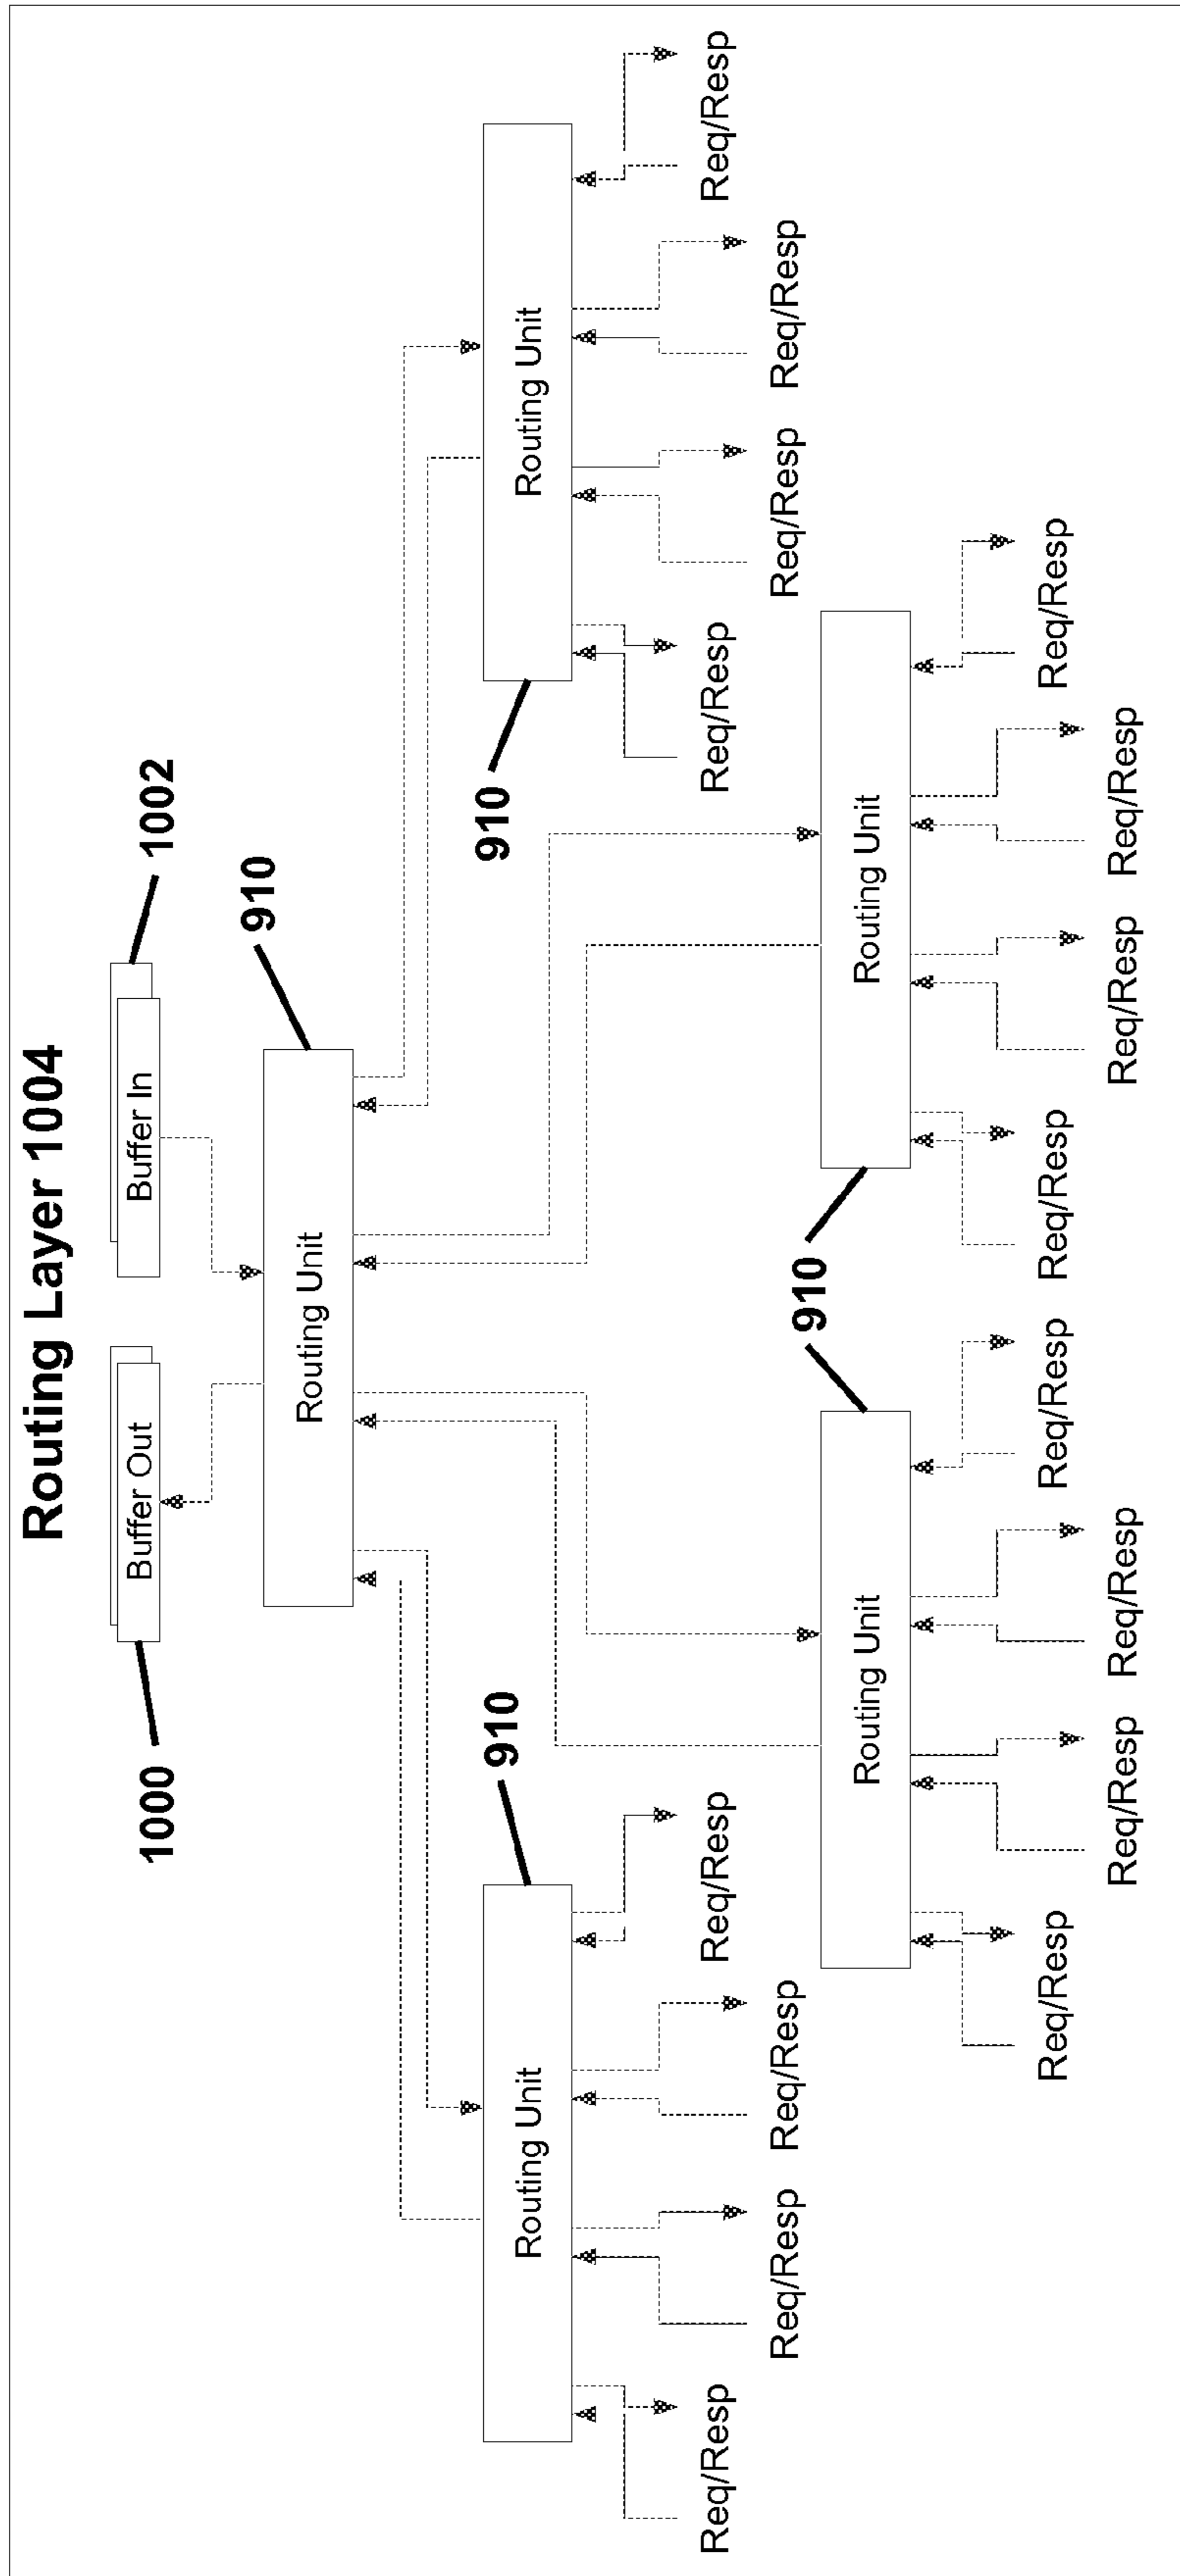 Routing Layer 1004
1000
Buffer Out
Buffer In
1002
910
Routing Unit
910
910
Routing Unit
Routing Unit
Req/Resp
Req/Resp
Req/Resp
Req/Resp
Req/Resp
Req/Resp
Req/Resp
Req/Resp
910
Routing Unit
Routing Unit
Req/Resp
Req/Resp
Req/Resp
Req/Resp
Req/Resp
Req/Resp
Req/Resp
Req/Resp